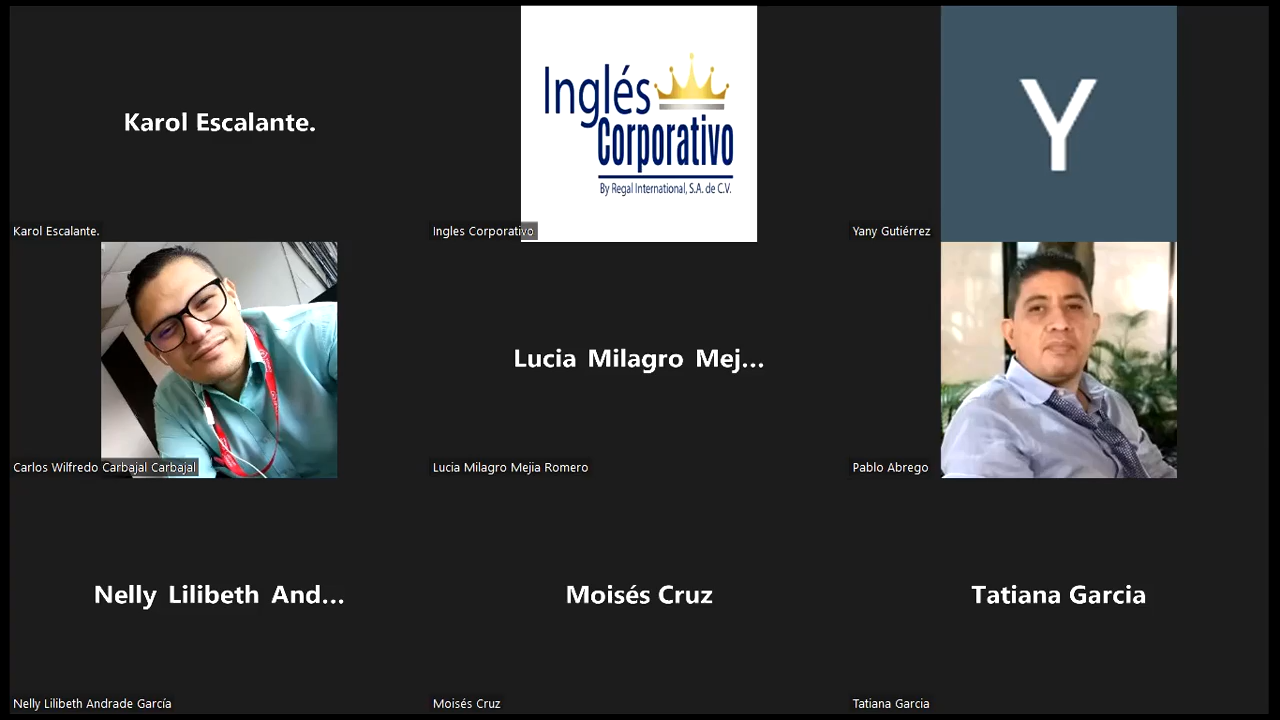 Karol Escalante.
Karol Escalante.
Inglés
Corporativo
By Regal International, S.A. de C.V.
Ingles Corporativo
Y
Yany Gutiérrez
Carlos Wilfredo Carbajal Carbajal
Lucia Milagro Mej...
Lucia Milagro Mejia Romero
Pablo Abrego
Nelly Lilibeth And...
Nelly Lilibeth Andrade García
Moisés Cruz
Moisés Cruz
Tatiana Garcia
Tatiana Garcia